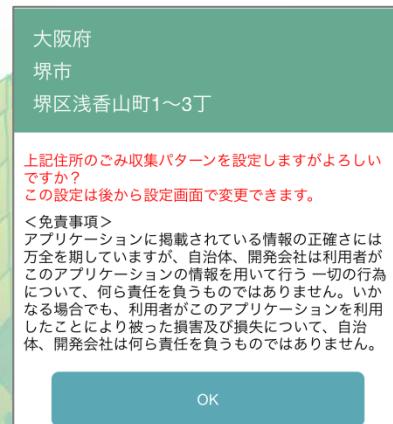 大阪府
堺市
堺区浅香山町1〜3丁
上記住所のごみ収集パターンを設定しますがよろしい
ですか？
この設定は後から設定画面で変更できます。
＜免責事項＞
アプリケーションに掲載されている情報の正確さには
万全を期していますが、自治体、開発会社は利用者が
このアプリケーションの情報を用いて行う 一切の行為
について、何ら責任を負うものではありません。いか
なる場合でも、利用者がこのアプリケーションを利用
したことにより被った損害及び損失について、自治
体、開発会社は何ら責任を負うものではありません。
OK